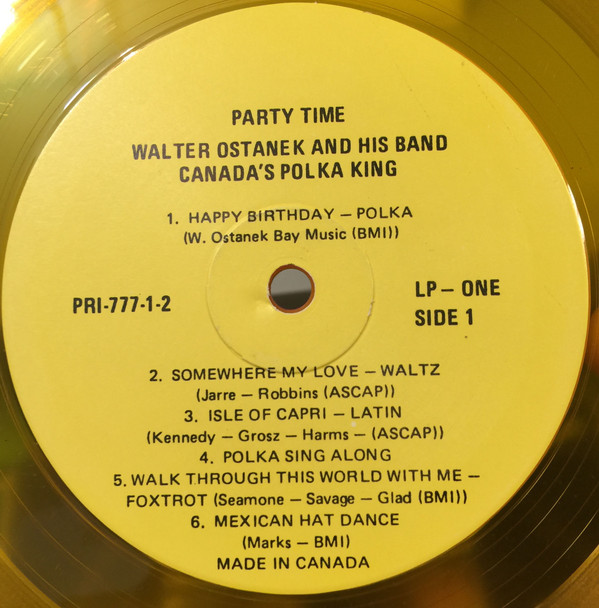 PARTY TIME
WALTER OSTANEK AND HIS BAND
CANADA'S POLKA KING
1. HAPPY BIRTHDAY – POLKA
(W. Ostanek Bay Music (BMI))
PRI-777-1-2
LP – ONE
SIDE 1
2. SOMEWHERE MY LOVE – WALTZ
(Jarre – Robbins (ASCAP))
3. ISLE OF CAPRI – LATIN
(Kennedy – Grosz – Harms – (ASCAP))
4. POLKA SING ALONG
5. WALK THROUGH THIS WORLD WITH ME –
FOXTROT (Seamone – Savage – Glad (BMI))
6. MEXICAN HAT DANCE
(Marks – BMI)
MADE IN CANADA